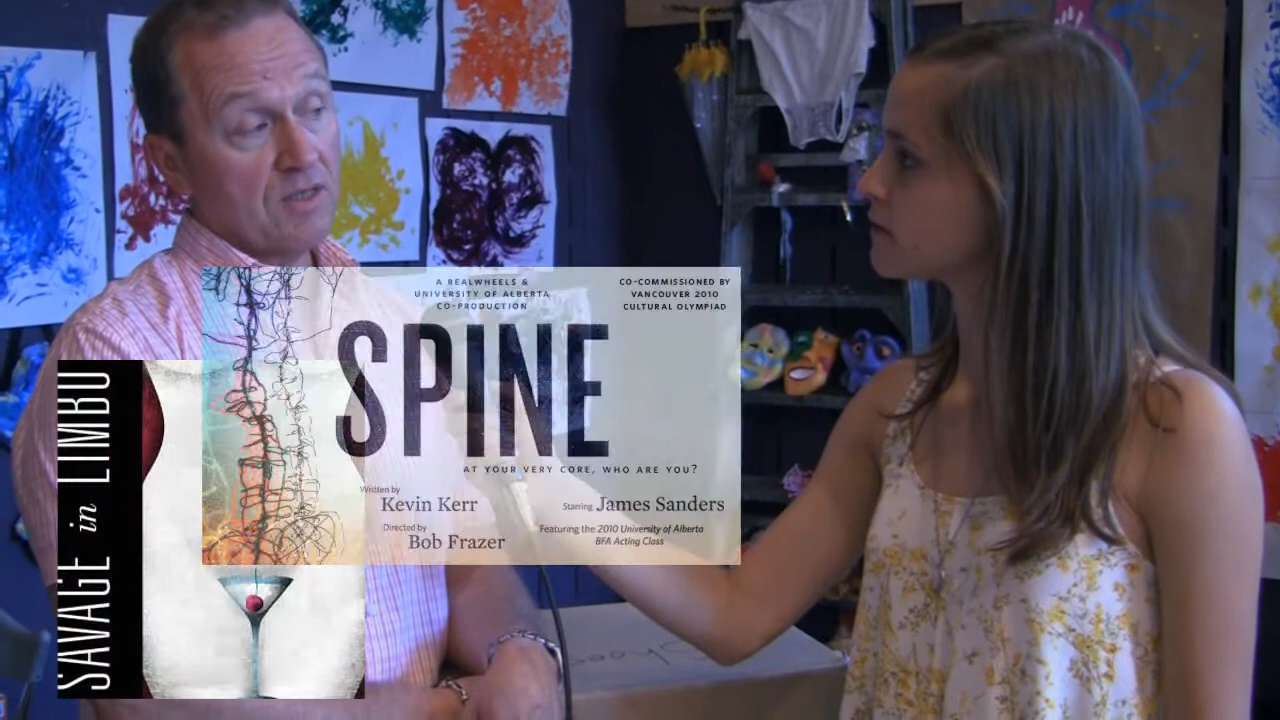 A REALWHEELS &
UNIVERSITY OF ALBERTA
CO-PRODUCTION
CO-COMMISSIONED BY
VANCOUVER 2010
CULTURAL OLYMPIAD
SPINE
AT YOUR VERY CORE, WHO ARE YOU?
Written by
Kevin Kerr
Starring James Sanders
Directed by
Bob Frazer
Featuring the 2010 University of Alberta
BFA Acting Class
SAVAGE in LIMBO